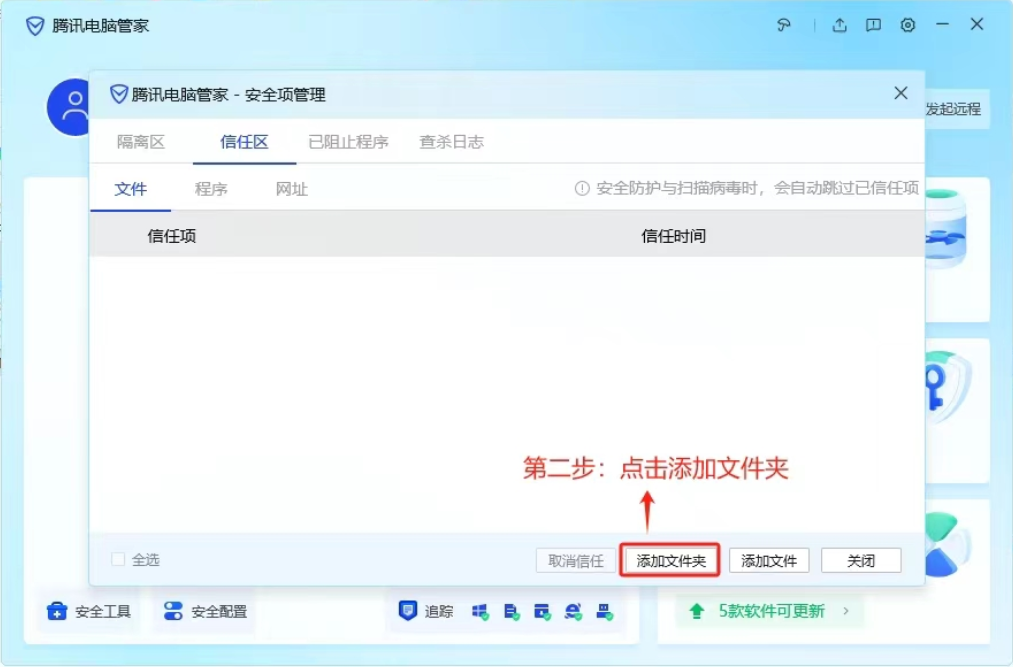 腾讯电脑管家
腾讯电脑管家 - 安全项管理
发起远程
隔离区 信任区 已阻止程序 查杀日志
文件 程序 网址 安全防护与扫描病毒时，会自动跳过已信任项
信任项 信任时间
第二步：点击添加文件夹
全选 取消信任 添加文件夹 添加文件 关闭
安全工具 安全配置 追踪 5款软件可更新